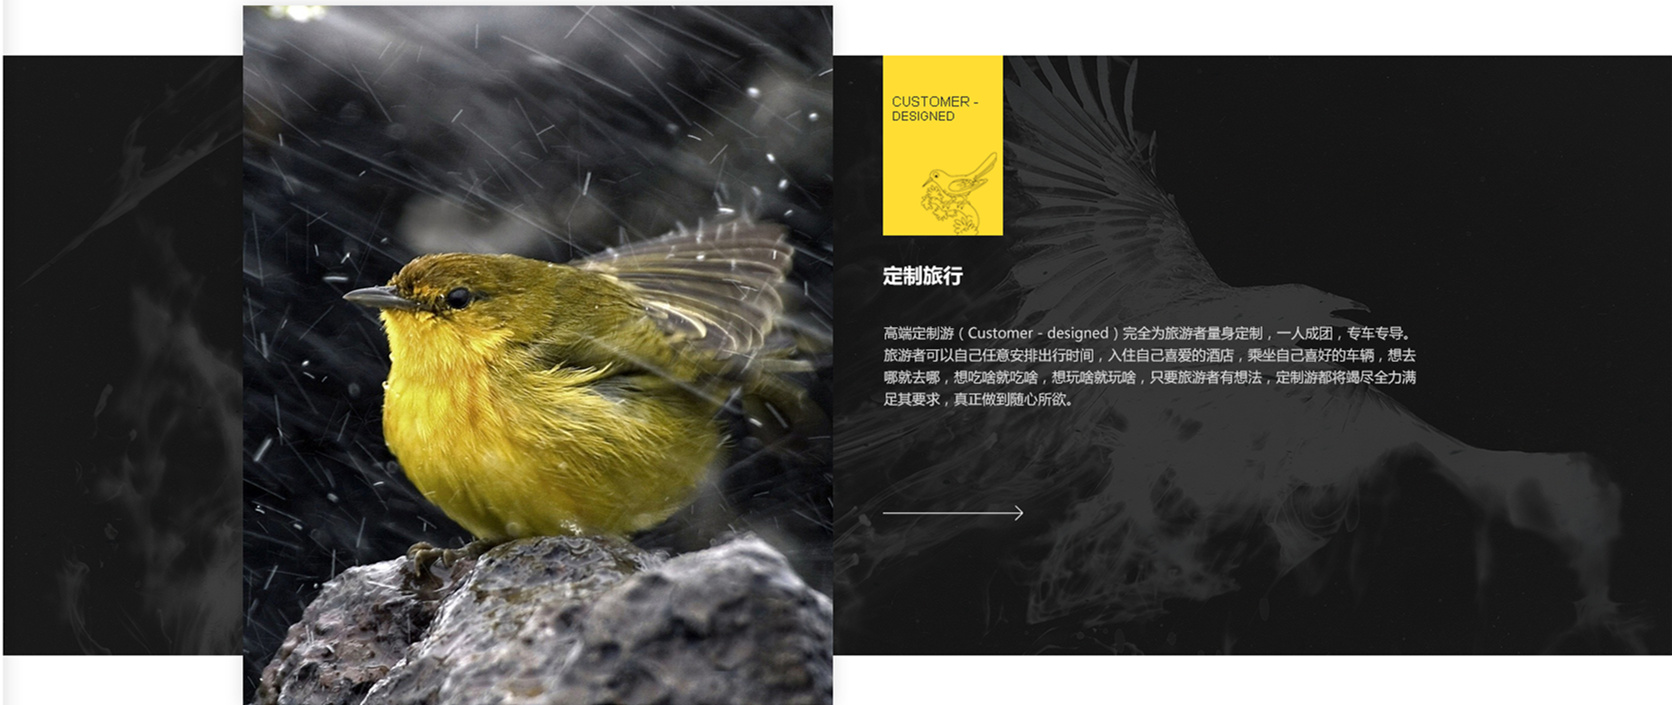 CUSTOMER -
DESIGNED
定制旅行
高端定制游（Customer - designed）完全为旅游者量身定制，一人成团，专车专导。
旅游者可以自己任意安排出行时间，入住自己喜爱的酒店，乘坐自己喜好的车辆，想去
哪就去哪，想吃啥就吃啥，想玩啥就玩啥，只要旅游者有想法，定制游都将竭尽全力满
足其要求，真正做到随心所欲。